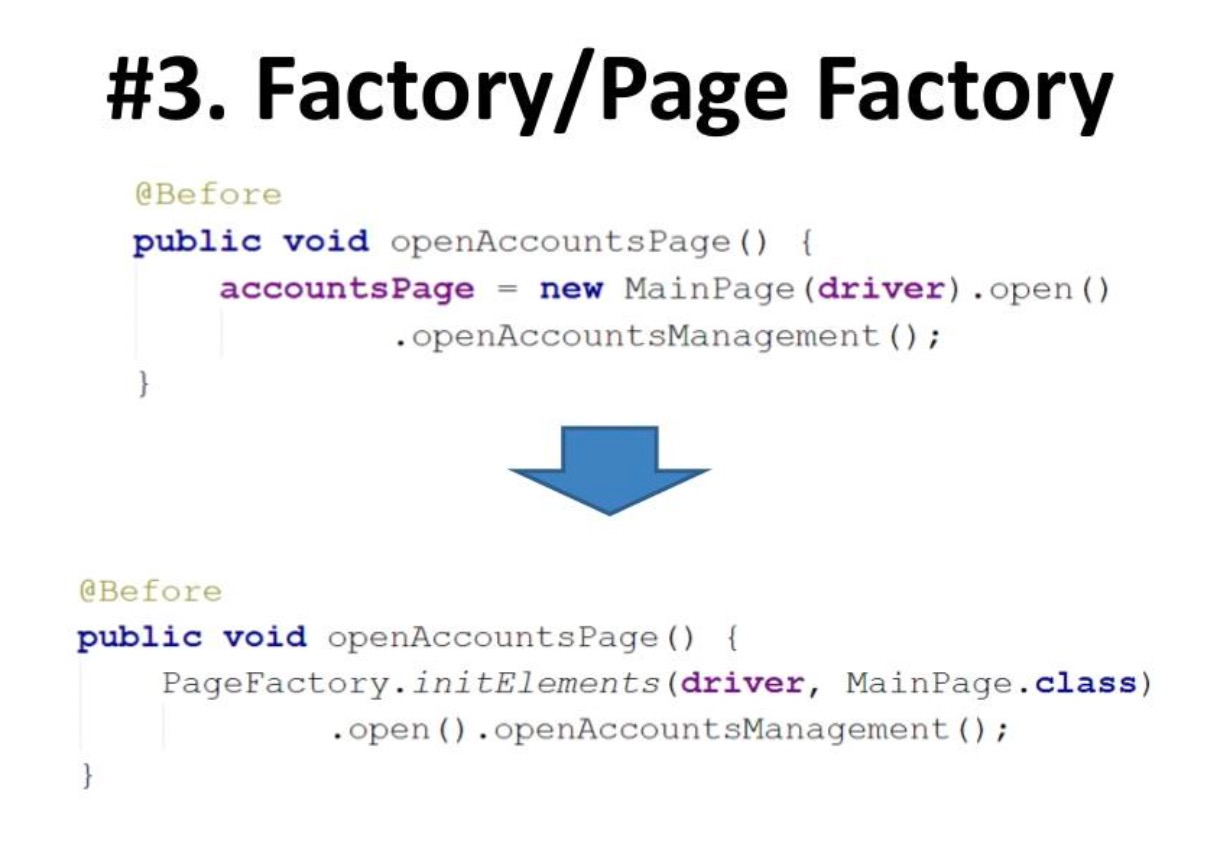 #3. Factory/Page Factory
@Before
public void openAccountsPage() {
    accountsPage = new MainPage(driver).open()
            .openAccountsManagement();
}
@Before
public void openAccountsPage() {
    PageFactory.initElements(driver, MainPage.class)
            .open().openAccountsManagement();
}